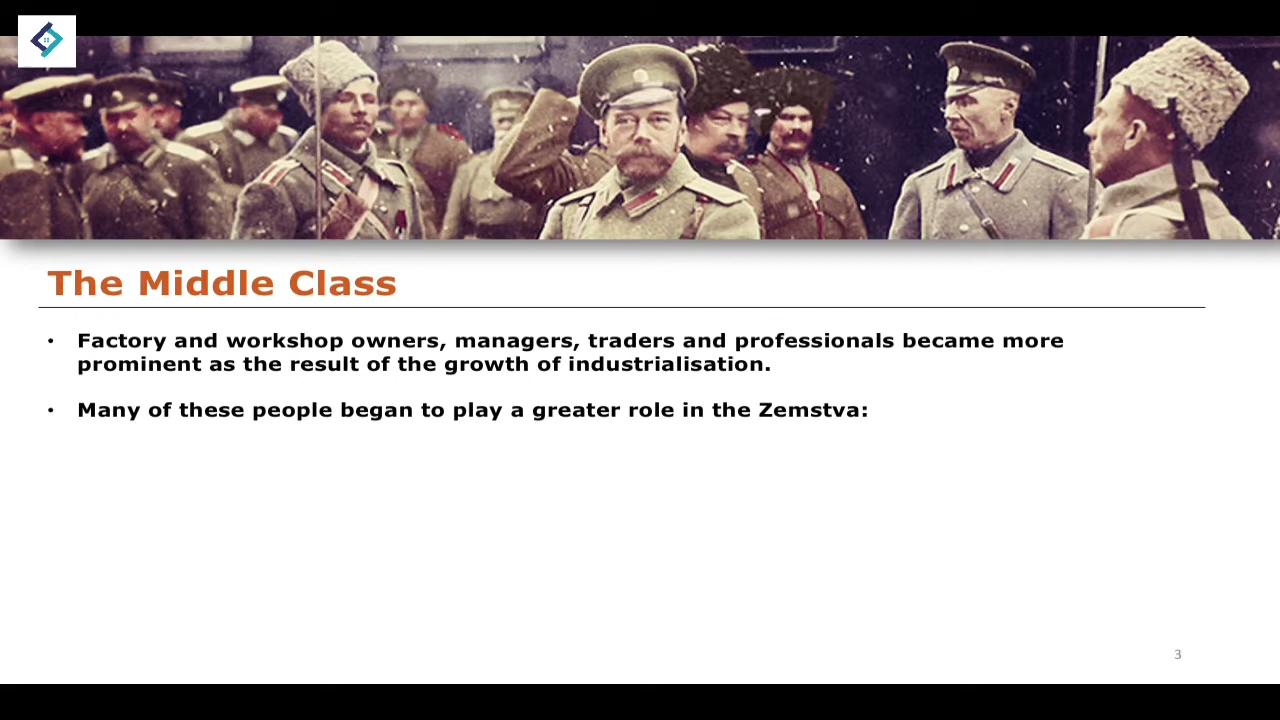 The Middle Class
• Factory and workshop owners, managers, traders and professionals became more
prominent as the result of the growth of industrialisation.
• Many of these people began to play a greater role in the Zemstva:
3